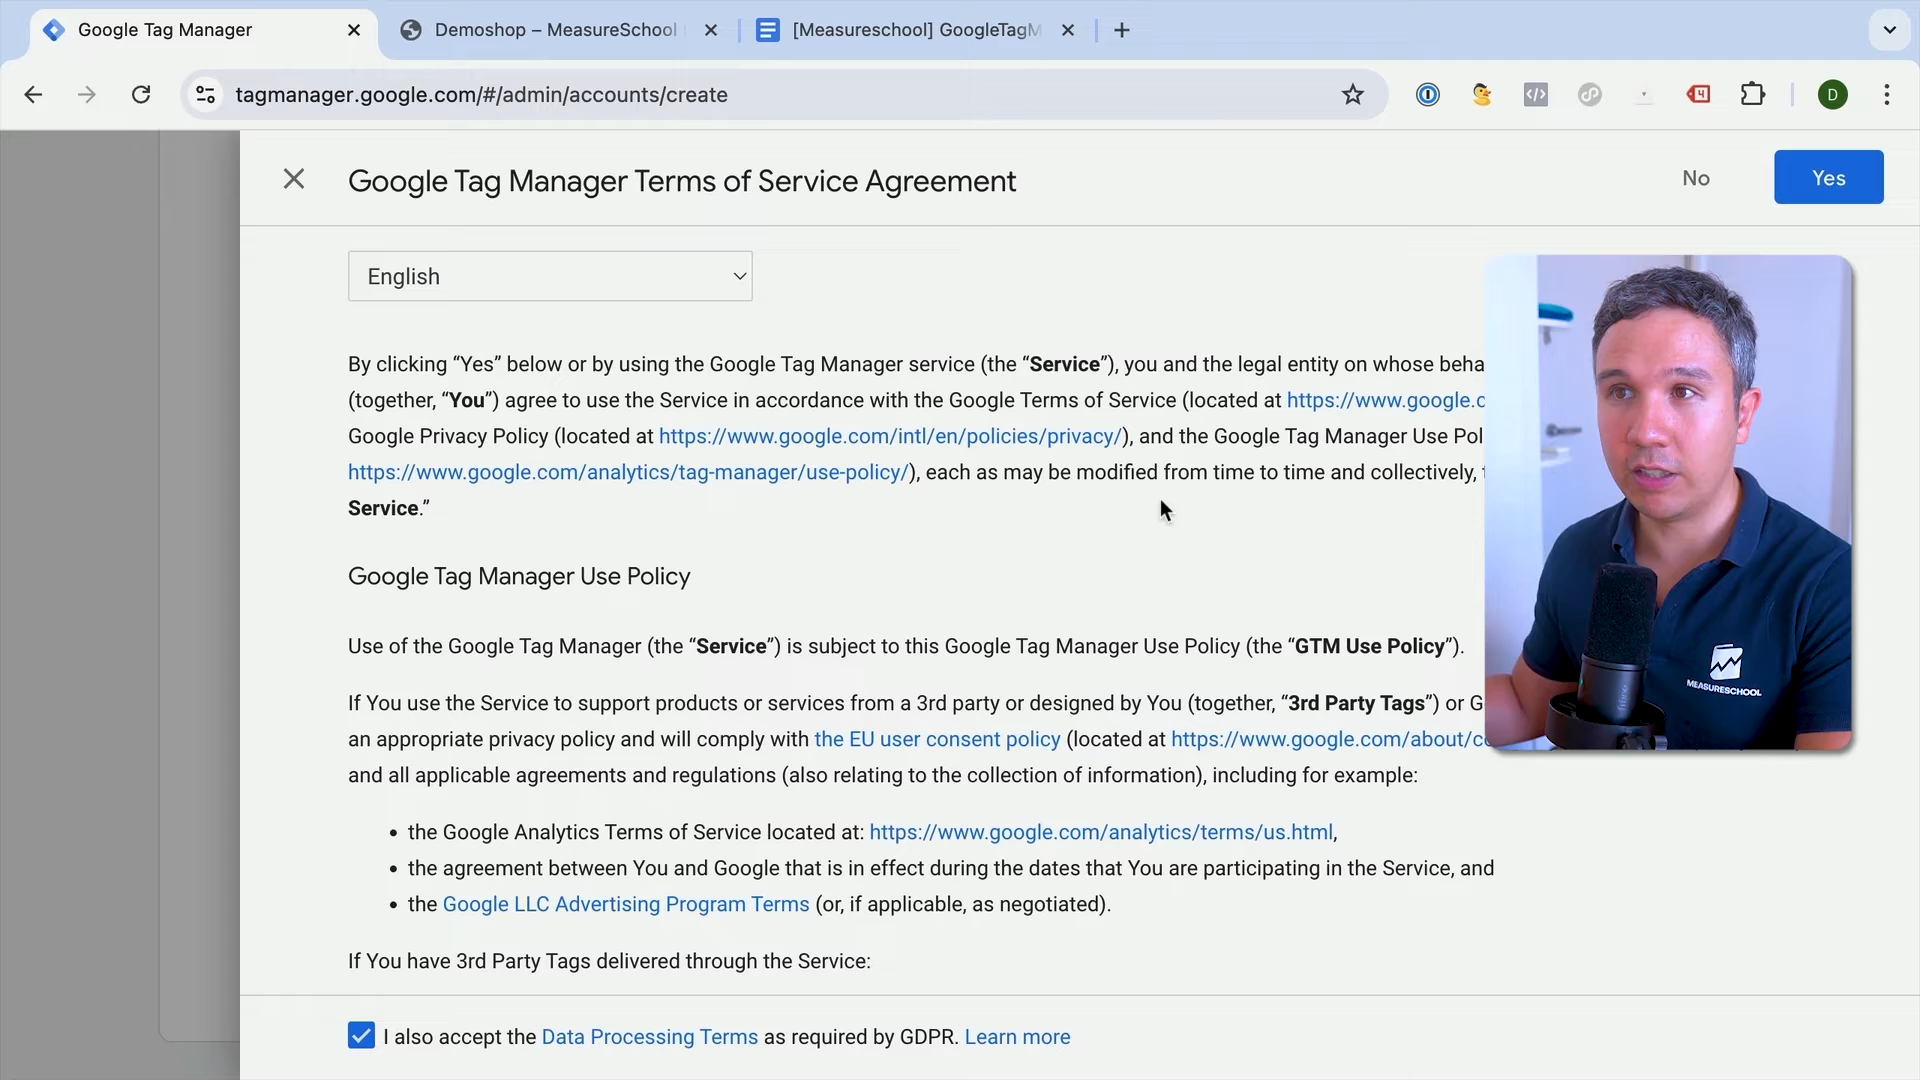 Google Tag Manager
Demoshop – MeasureSchool
[Measureschool] GoogleTagM
tagmanager.google.com/#/admin/accounts/create
D
Google Tag Manager Terms of Service Agreement
No
Yes
English
By clicking “Yes” below or by using the Google Tag Manager service (the “Service”), you and the legal entity on whose beha
(together, “You”) agree to use the Service in accordance with the Google Terms of Service (located at https://www.google.c
Google Privacy Policy (located at https://www.google.com/intl/en/policies/privacy/), and the Google Tag Manager Use Pol
https://www.google.com/analytics/tag-manager/use-policy/), each as may be modified from time to time and collectively,
Service.”
Google Tag Manager Use Policy
Use of the Google Tag Manager (the “Service”) is subject to this Google Tag Manager Use Policy (the “GTM Use Policy”).
If You use the Service to support products or services from a 3rd party or designed by You (together, “3rd Party Tags”) or G
an appropriate privacy policy and will comply with the EU user consent policy (located at https://www.google.com/about/co
and all applicable agreements and regulations (also relating to the collection of information), including for example:
• the Google Analytics Terms of Service located at: https://www.google.com/analytics/terms/us.html,
• the agreement between You and Google that is in effect during the dates that You are participating in the Service, and
• the Google LLC Advertising Program Terms (or, if applicable, as negotiated).
If You have 3rd Party Tags delivered through the Service:
I also accept the Data Processing Terms as required by GDPR. Learn more
MEASURESCHOOL